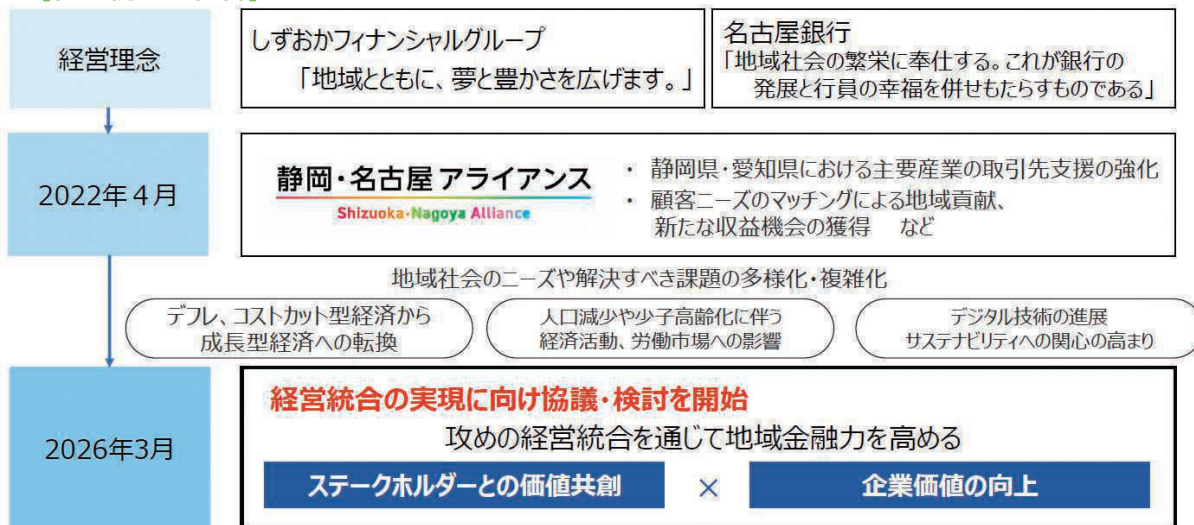 経営理念
しずおかフィナンシャルグループ
「地域とともに、夢と豊かさを広げます。」
名古屋銀行
「地域社会の繁栄に奉仕する。これが銀行の
発展と行員の幸福を併せもたらすものである」
2022年4月
静岡・名古屋アライアンス
Shizuoka-Nagoya Alliance
・ 静岡県・愛知県における主要産業の取引先支援の強化
・ 顧客ニーズのマッチングによる地域貢献、
新たな収益機会の獲得 など
地域社会のニーズや解決すべき課題の多様化・複雑化
デフレ、コストカット型経済から
成長型経済への転換
人口減少や少子高齢化に伴う
経済活動、労働市場への影響
デジタル技術の進展
サステナビリティへの関心の高まり
2026年3月
経営統合の実現に向け協議・検討を開始
攻めの経営統合を通じて地域金融力を高める
ステークホルダーとの価値共創 × 企業価値の向上